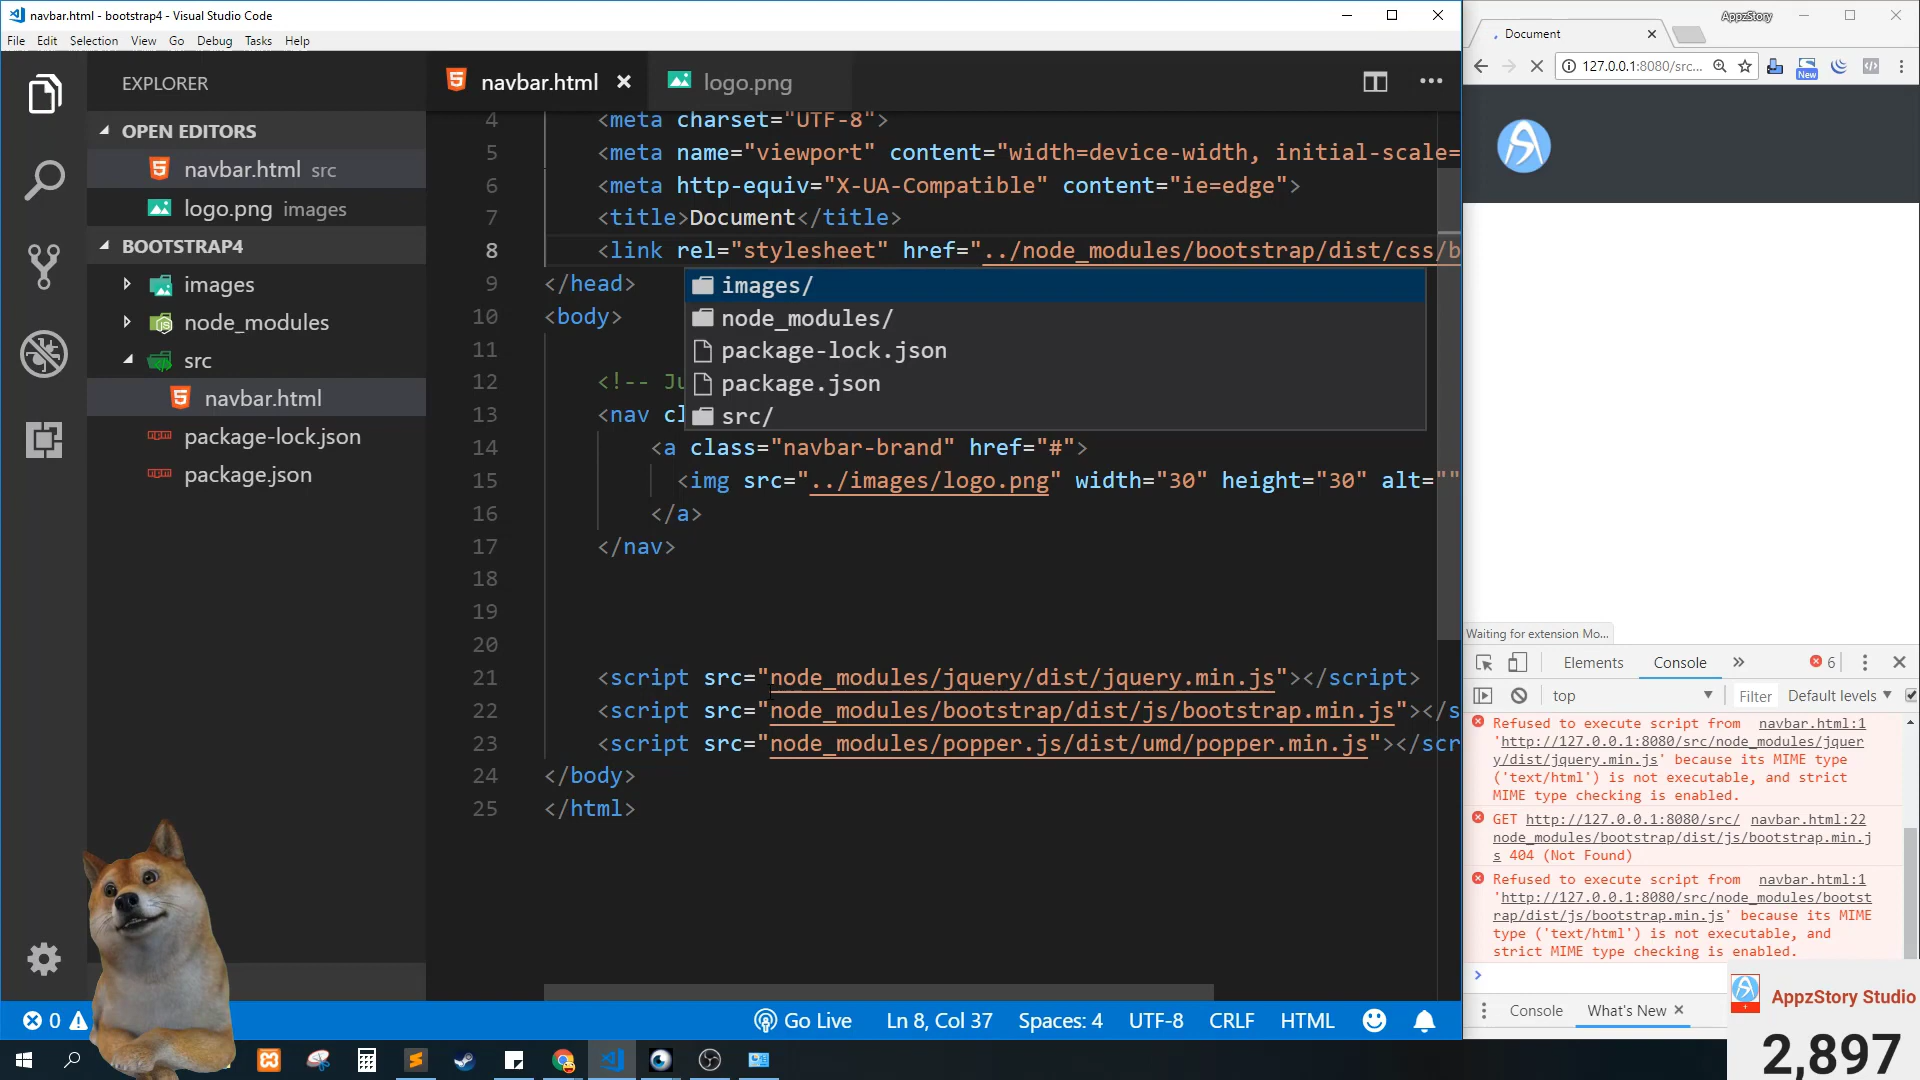 navbar.html - bootstrap4 - Visual Studio Code
File Edit Selection View Go Debug Tasks Help
EXPLORER
OPEN EDITORS
navbar.html src
logo.png images
BOOTSTRAP4
images
node_modules
src
navbar.html
package-lock.json
package.json
navbar.html
logo.png
4 <meta charset="UTF-8">
5 <meta name="viewport" content="width=device-width, initial-scale=
6 <meta http-equiv="X-UA-Compatible" content="ie=edge">
7 <title>Document</title>
8 <link rel="stylesheet" href="../node_modules/bootstrap/dist/css/b
9 </head>
10 <body>
11
12 <!-- Ju
13 <nav cl
14 <a class="navbar-brand" href="#">
15 <img src="../images/logo.png" width="30" height="30" alt=""
16 </a>
17 </nav>
18
19
20
21 <script src="node_modules/jquery/dist/jquery.min.js"></script>
22 <script src="node_modules/bootstrap/dist/js/bootstrap.min.js"></s
23 <script src="node_modules/popper.js/dist/umd/popper.min.js"></scr
24 </body>
25 </html>
images/
node_modules/
package-lock.json
package.json
src/
0
Go Live
Ln 8, Col 37
Spaces: 4
UTF-8
CRLF
HTML
AppzStory
Document
127.0.0.1:8080/src...
New
Waiting for extension Mo...
Elements Console
6
top
Filter Default levels
Refused to execute script from navbar.html:1
'http://127.0.0.1:8080/src/node_modules/jquer
y/dist/jquery.min.js' because its MIME type
('text/html') is not executable, and strict
MIME type checking is enabled.
GET http://127.0.0.1:8080/src/ navbar.html:22
node_modules/bootstrap/dist/js/bootstrap.min.j
s 404 (Not Found)
Refused to execute script from navbar.html:1
'http://127.0.0.1:8080/src/node_modules/bootst
rap/dist/js/bootstrap.min.js' because its MIME
type ('text/html') is not executable, and
strict MIME type checking is enabled.
Console What's New
AppzStory Studio
2,897